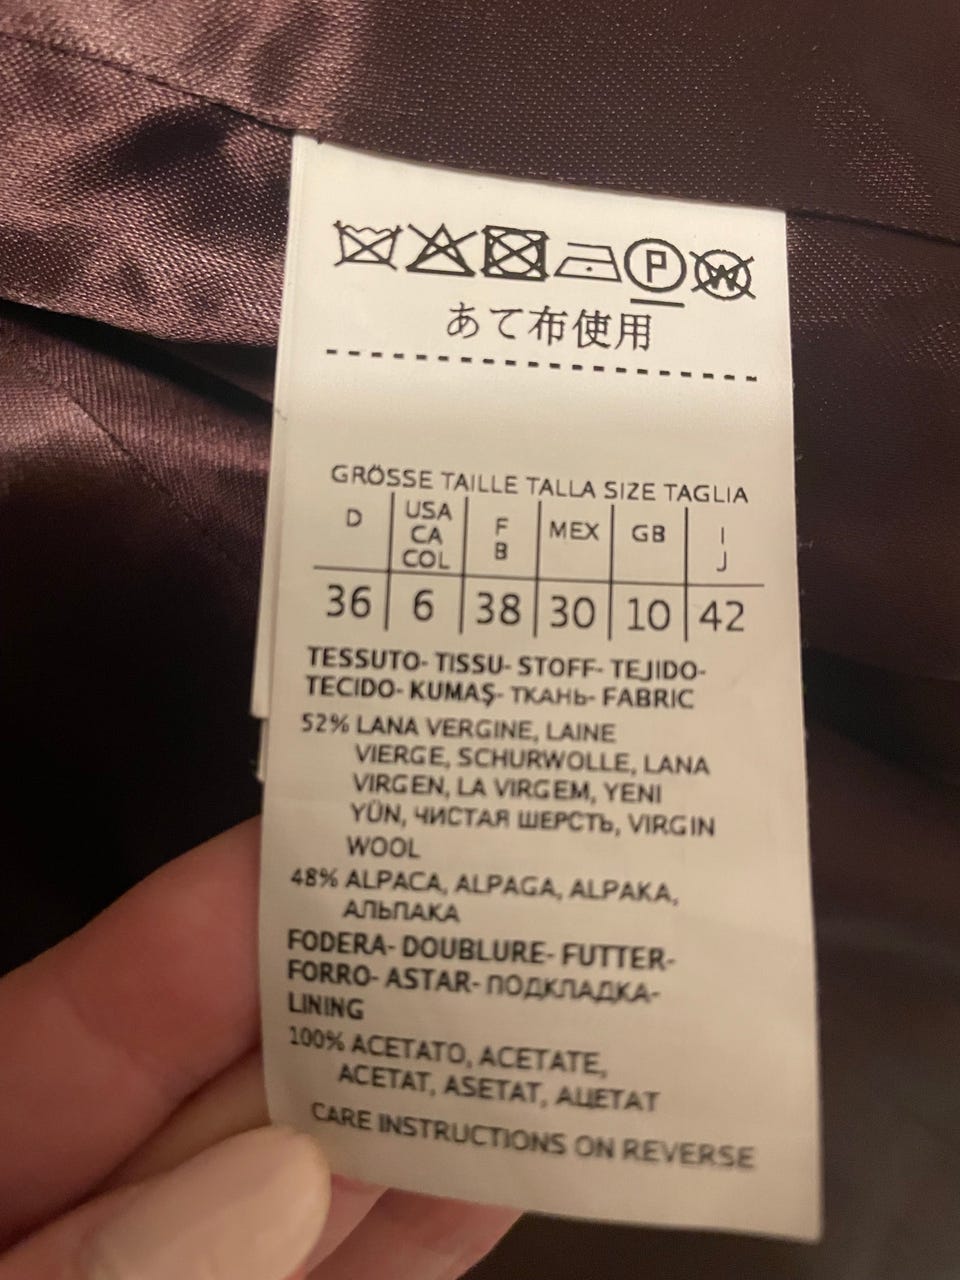 P W
あて布使用
GRÖSSE TAILLE TALLA SIZE TAGLIA
D USA CA COL F B MEX GB I J
36 6 38 30 10 42
TESSUTO- TISSU- STOFF- TEJIDO-
TECIDO- KUMAŞ- ТКАНЬ- FABRIC
52% LANA VERGINE, LAINE
VIERGE, SCHURWOLLE, LANA
VIRGEN, LA VIRGEM, YENI
YÜN, ЧИСТАЯ ШЕРСТЬ, VIRGIN
WOOL
48% ALPACA, ALPAGA, ALPAKA,
АЛЬПАКА
FODERA- DOUBLURE- FUTTER-
FORRO- ASTAR- ПОДКЛАДКА-
LINING
100% ACETATO, ACETATE,
ACETAT, ASETAT, АЦЕТАТ
CARE INSTRUCTIONS ON REVERSE